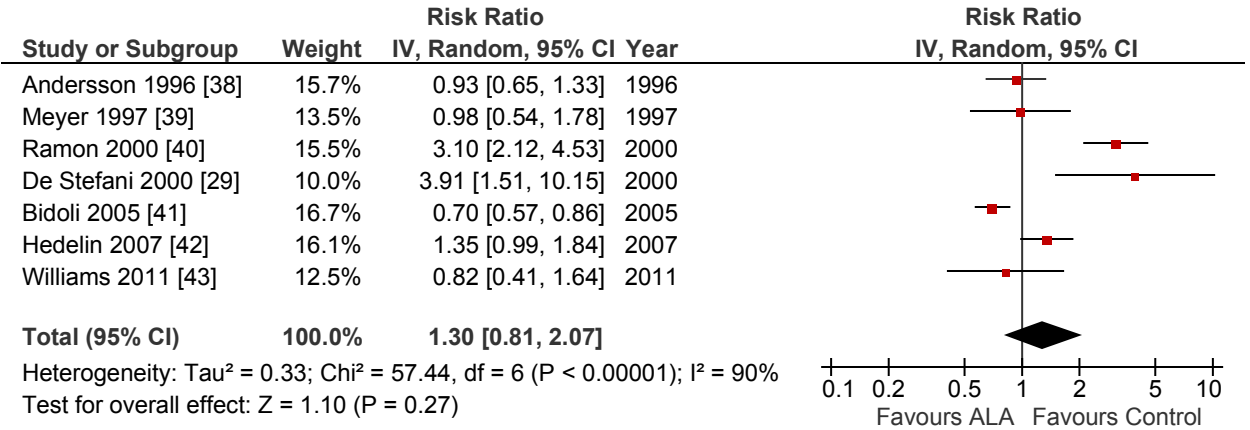 Risk Ratio Risk Ratio
Study or Subgroup Weight IV, Random, 95% CI Year IV, Random, 95% CI
Andersson 1996 [38] 15.7% 0.93 [0.65, 1.33] 1996
Meyer 1997 [39] 13.5% 0.98 [0.54, 1.78] 1997
Ramon 2000 [40] 15.5% 3.10 [2.12, 4.53] 2000
De Stefani 2000 [29] 10.0% 3.91 [1.51, 10.15] 2000
Bidoli 2005 [41] 16.7% 0.70 [0.57, 0.86] 2005
Hedelin 2007 [42] 16.1% 1.35 [0.99, 1.84] 2007
Williams 2011 [43] 12.5% 0.82 [0.41, 1.64] 2011
Total (95% CI) 100.0% 1.30 [0.81, 2.07]
Heterogeneity: Tau² = 0.33; Chi² = 57.44, df = 6 (P < 0.00001); I² = 90%
Test for overall effect: Z = 1.10 (P = 0.27)
0.1 0.2 0.5 1 2 5 10
Favours ALA Favours Control